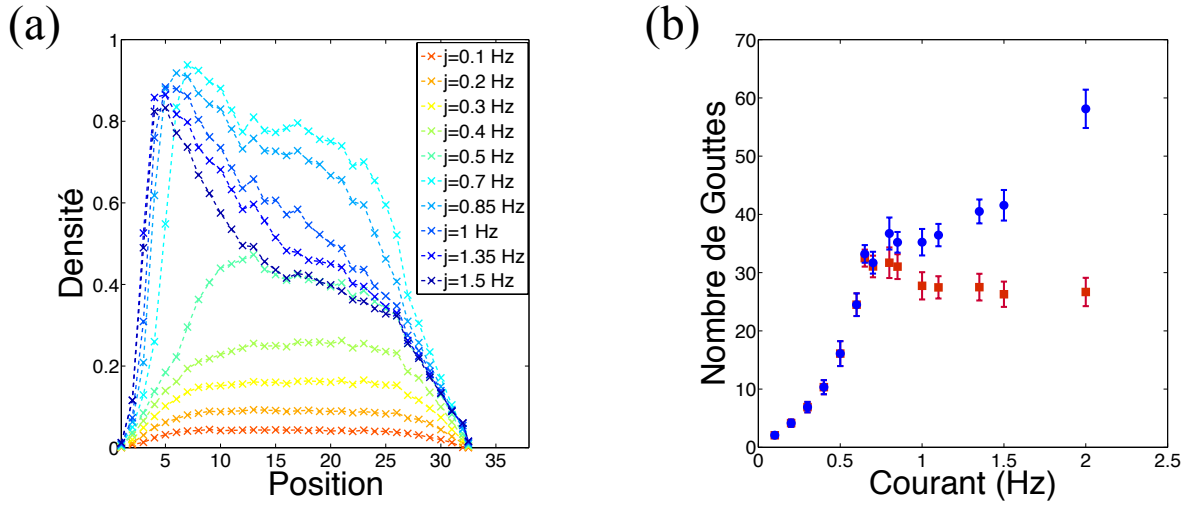 (a)
1
0.8
0.6
0.4
0.2
0
5
10
15
20
25
30
35
Densité
Position
j=0.1 Hz
j=0.2 Hz
j=0.3 Hz
j=0.4 Hz
j=0.5 Hz
j=0.7 Hz
j=0.85 Hz
j=1 Hz
j=1.35 Hz
j=1.5 Hz
(b)
70
60
50
40
30
20
10
0
0
0.5
1
1.5
2
2.5
Nombre de Gouttes
Courant (Hz)